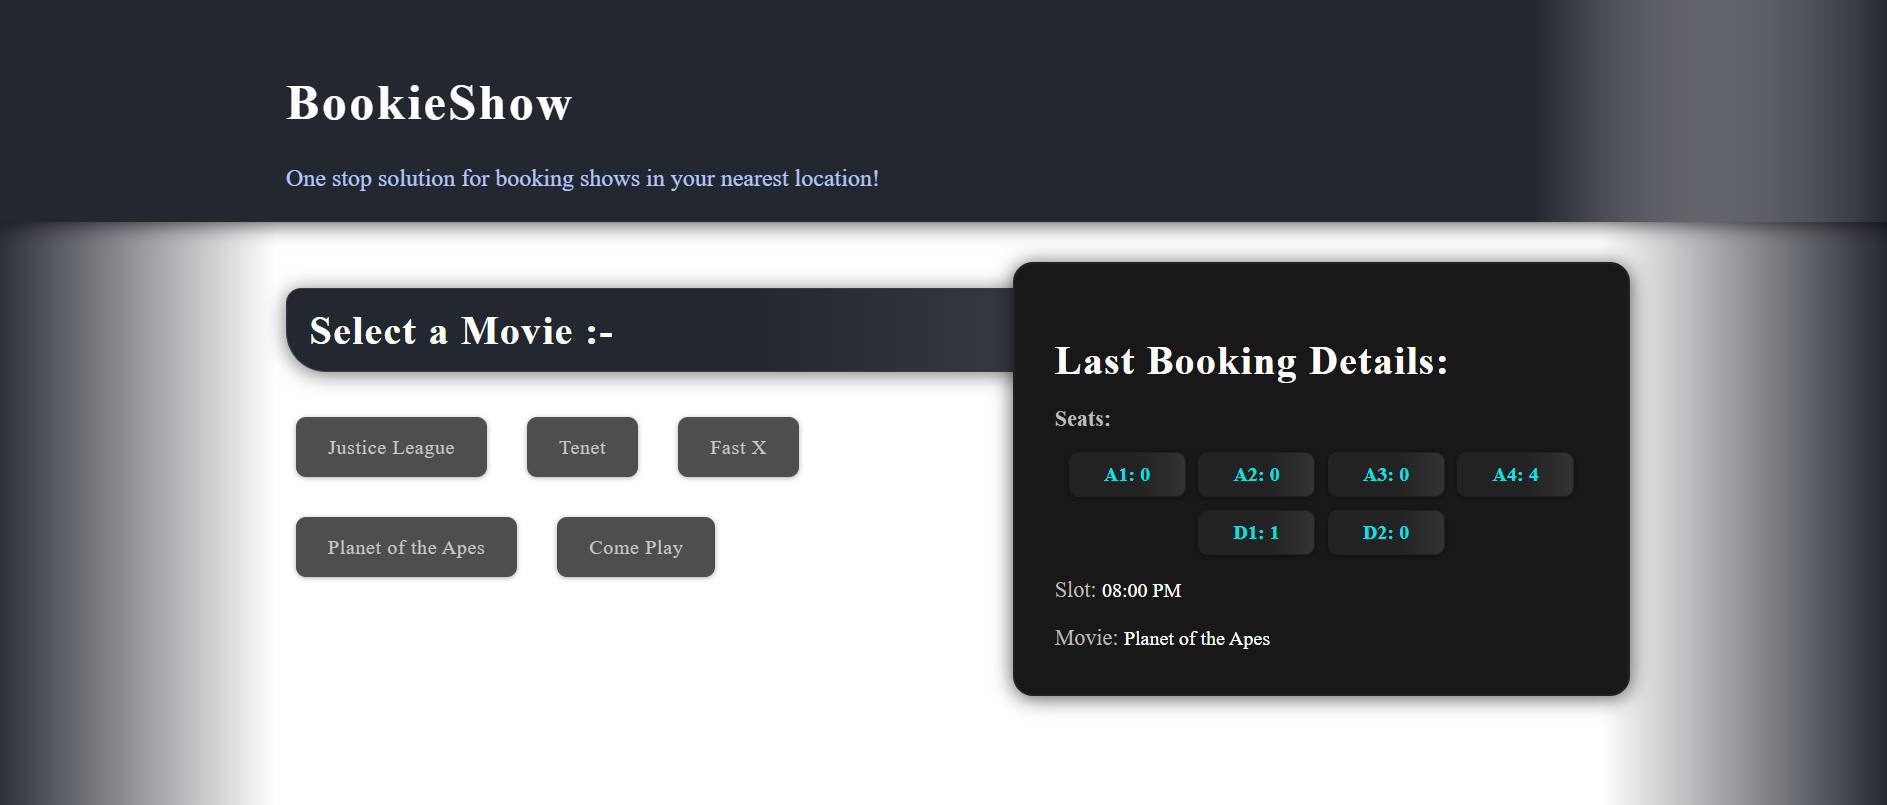 BookieShow
One stop solution for booking shows in your nearest location!
Select a Movie :-
Justice League
Tenet
Fast X
Planet of the Apes
Come Play
Last Booking Details:
Seats:
A1: 0
A2: 0
A3: 0
A4: 4
D1: 1
D2: 0
Slot: 08:00 PM
Movie: Planet of the Apes